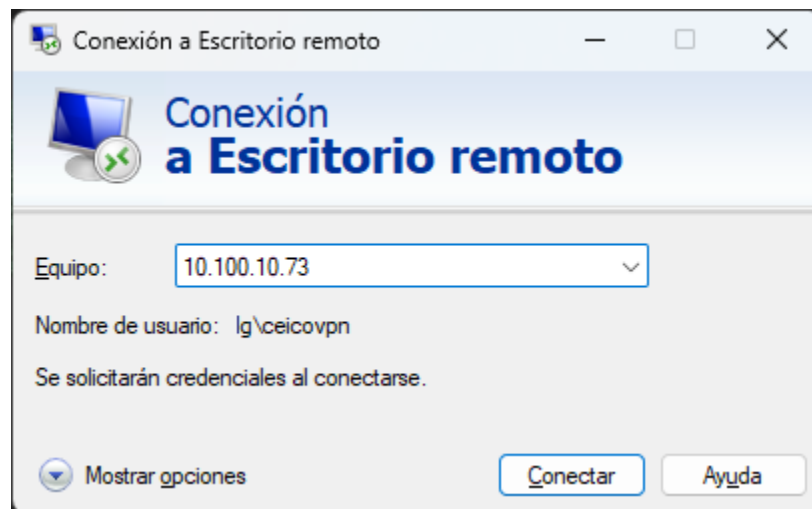 Conexión a Escritorio remoto
Conexión
a Escritorio remoto
Equipo: 10.100.10.73
Nombre de usuario: lg\ceicovpn
Se solicitarán credenciales al conectarse.
Mostrar opciones Conectar Ayuda